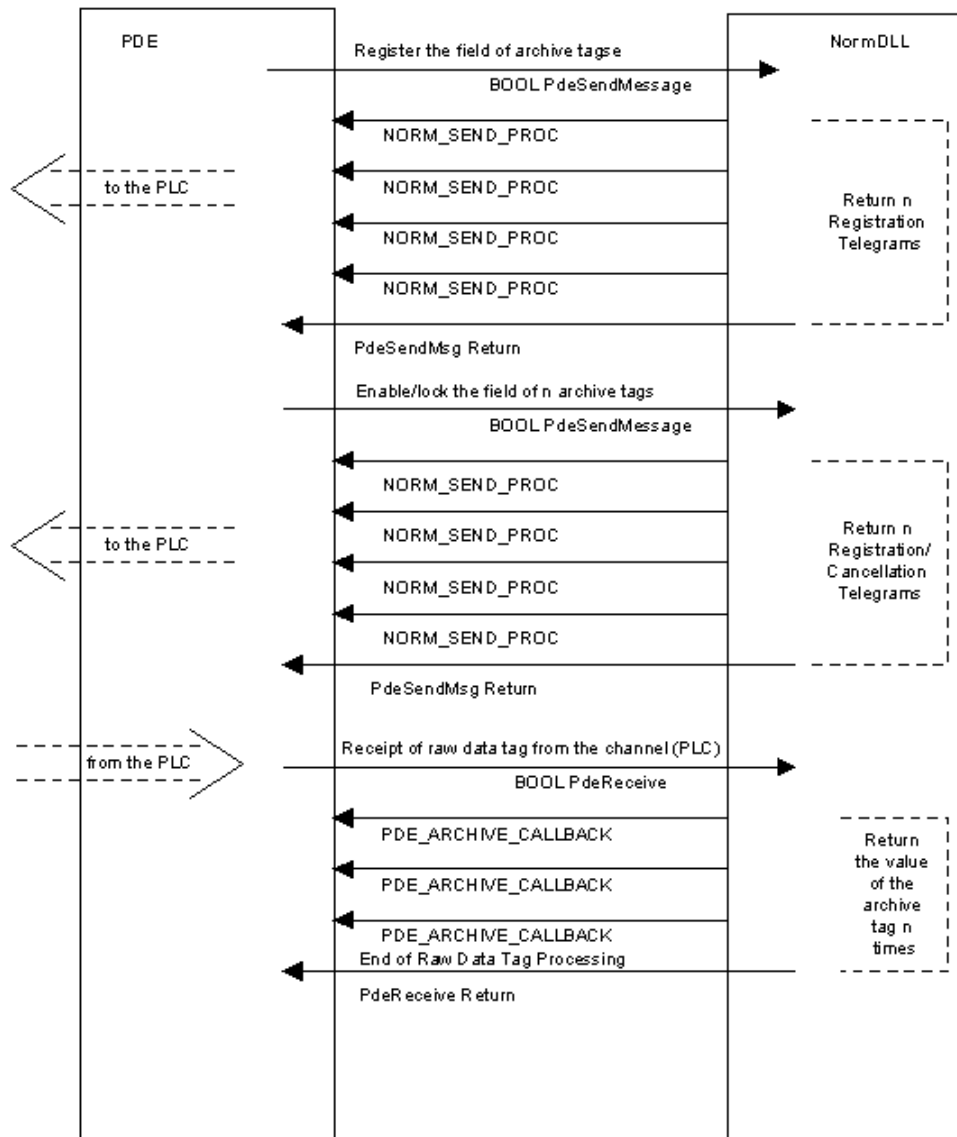 PDE
NormDLL
Register the field of archive tagse
BOOL PdeSendMessage
NORM_SEND_PROC
to the PLC
NORM_SEND_PROC
Return n
Registration
Telegrams
NORM_SEND_PROC
NORM_SEND_PROC
PdeSendMsg Return
Enable/lock the field of n archive tags
BOOL PdeSendMessage
NORM_SEND_PROC
NORM_SEND_PROC
to the PLC
Return n
Registration/
Cancellation
Telegrams
NORM_SEND_PROC
NORM_SEND_PROC
PdeSendMsg Return
from the PLC
Receipt of raw data tag from the channel (PLC)
BOOL PdeReceive
PDE_ARCHIVE_CALLBACK
PDE_ARCHIVE_CALLBACK
PDE_ARCHIVE_CALLBACK
Return
the value
of the
archive
tag n
times
End of Raw Data Tag Processing
PdeReceive Return